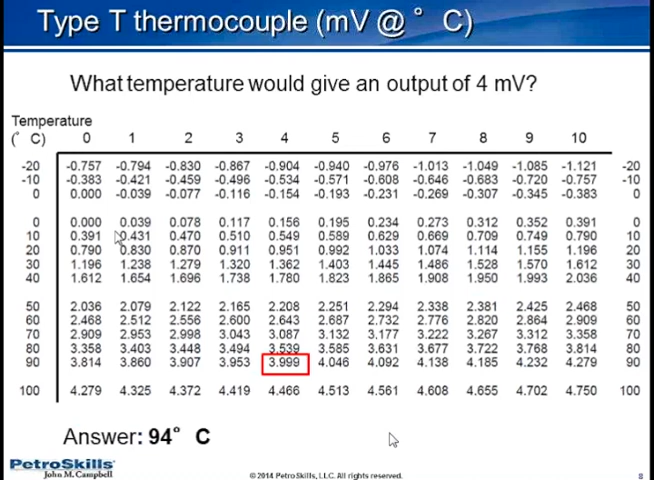 Type T thermocouple (mV @ ° C)
What temperature would give an output of 4 mV?
Temperature
(° C) 0 1 2 3 4 5 6 7 8 9 10
-20 -0.757 -0.794 -0.830 -0.867 -0.904 -0.940 -0.976 -1.013 -1.049 -1.085 -1.121 -20
-10 -0.383 -0.421 -0.459 -0.496 -0.534 -0.571 -0.608 -0.646 -0.683 -0.720 -0.757 -10
0 0.000 -0.039 -0.077 -0.116 -0.154 -0.193 -0.231 -0.269 -0.307 -0.345 -0.383 0
0 0.000 0.039 0.078 0.117 0.156 0.195 0.234 0.273 0.312 0.352 0.391 0
10 0.391 0.431 0.470 0.510 0.549 0.589 0.629 0.669 0.709 0.749 0.790 10
20 0.790 0.830 0.870 0.911 0.951 0.992 1.033 1.074 1.114 1.155 1.196 20
30 1.196 1.238 1.279 1.320 1.362 1.403 1.445 1.486 1.528 1.570 1.612 30
40 1.612 1.654 1.696 1.738 1.780 1.823 1.865 1.908 1.950 1.993 2.036 40
50 2.036 2.079 2.122 2.165 2.208 2.251 2.294 2.338 2.381 2.425 2.468 50
60 2.468 2.512 2.556 2.600 2.643 2.687 2.732 2.776 2.820 2.864 2.909 60
70 2.909 2.953 2.998 3.043 3.087 3.132 3.177 3.222 3.267 3.312 3.358 70
80 3.358 3.403 3.448 3.494 3.539 3.585 3.631 3.677 3.722 3.768 3.814 80
90 3.814 3.860 3.907 3.953 3.999 4.046 4.092 4.138 4.185 4.232 4.279 90
100 4.279 4.325 4.372 4.419 4.466 4.513 4.561 4.608 4.655 4.702 4.750 100
Answer: 94° C
PetroSkills
John M. Campbell
© 2014 PetroSkills, L.L.C. All rights reserved.
8